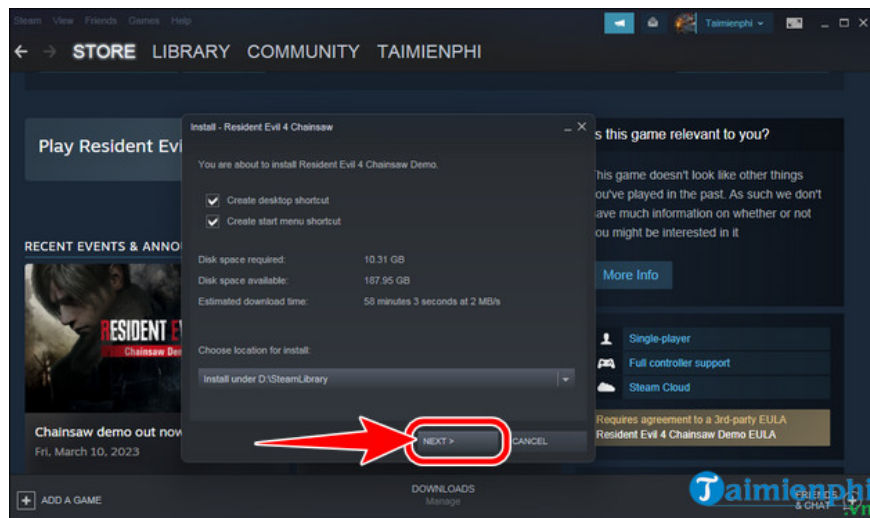 Steam View Friends Games Help
Taimienphi
STORE LIBRARY COMMUNITY TAIMIENPHI
Play Resident Evi
Install - Resident Evil 4 Chainsaw
You are about to install Resident Evil 4 Chainsaw Demo.
Create desktop shortcut
Create start menu shortcut
Disk space required: 10.31 GB
Disk space available: 187.95 GB
Estimated download time: 58 minutes 3 seconds at 2 MB/s
Choose location for install:
Install under D:\SteamLibrary
NEXT >
CANCEL
s this game relevant to you?
his game doesn't look like other things
ou've played in the past. As such we don't
ave much information on whether or not
ou might be interested in it
More Info
RECENT EVENTS & ANNO
RESIDENT E
Chainsaw Der
Chainsaw demo out now
Fri, March 10, 2023
Single-player
Full controller support
Steam Cloud
Requires agreement to a 3rd-party EULA
Resident Evil 4 Chainsaw Demo EULA
ADD A GAME
DOWNLOADS
Manage
FRIENDS
& CHAT
Taimienphi
.vn